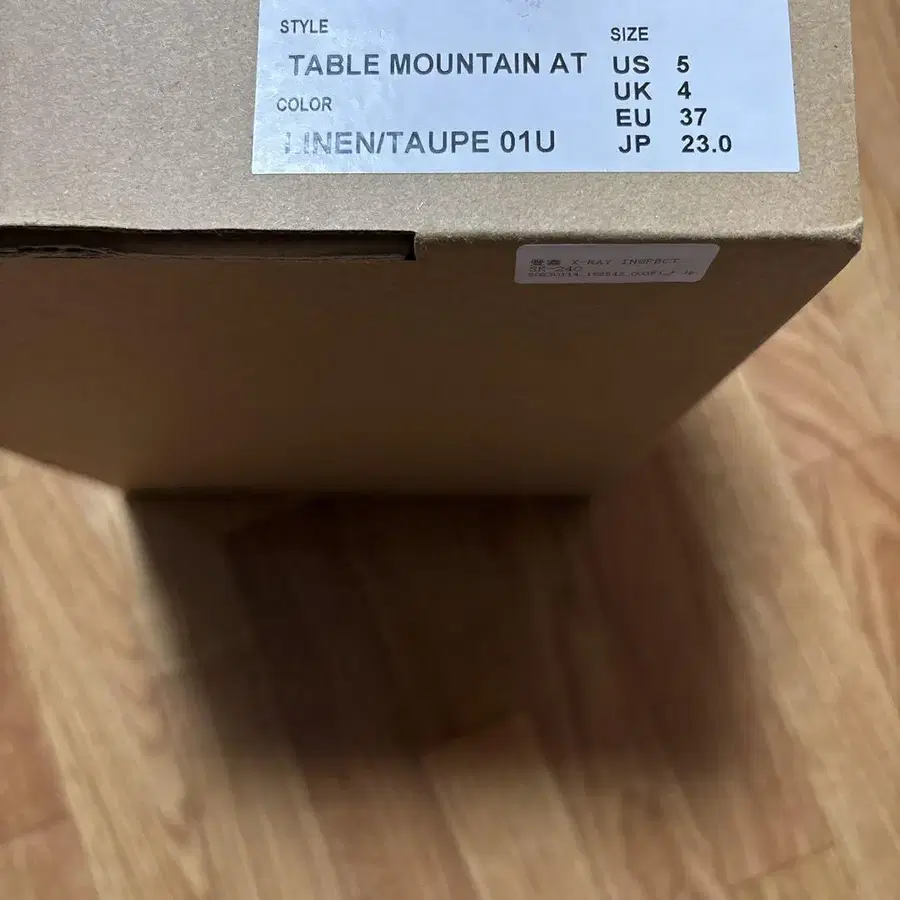 STYLE
TABLE MOUNTAIN AT
COLOR
LINEN/TAUPE 01U
SIZE
US 5
UK 4
EU 37
JP 23.0
X-RAY INSPECT